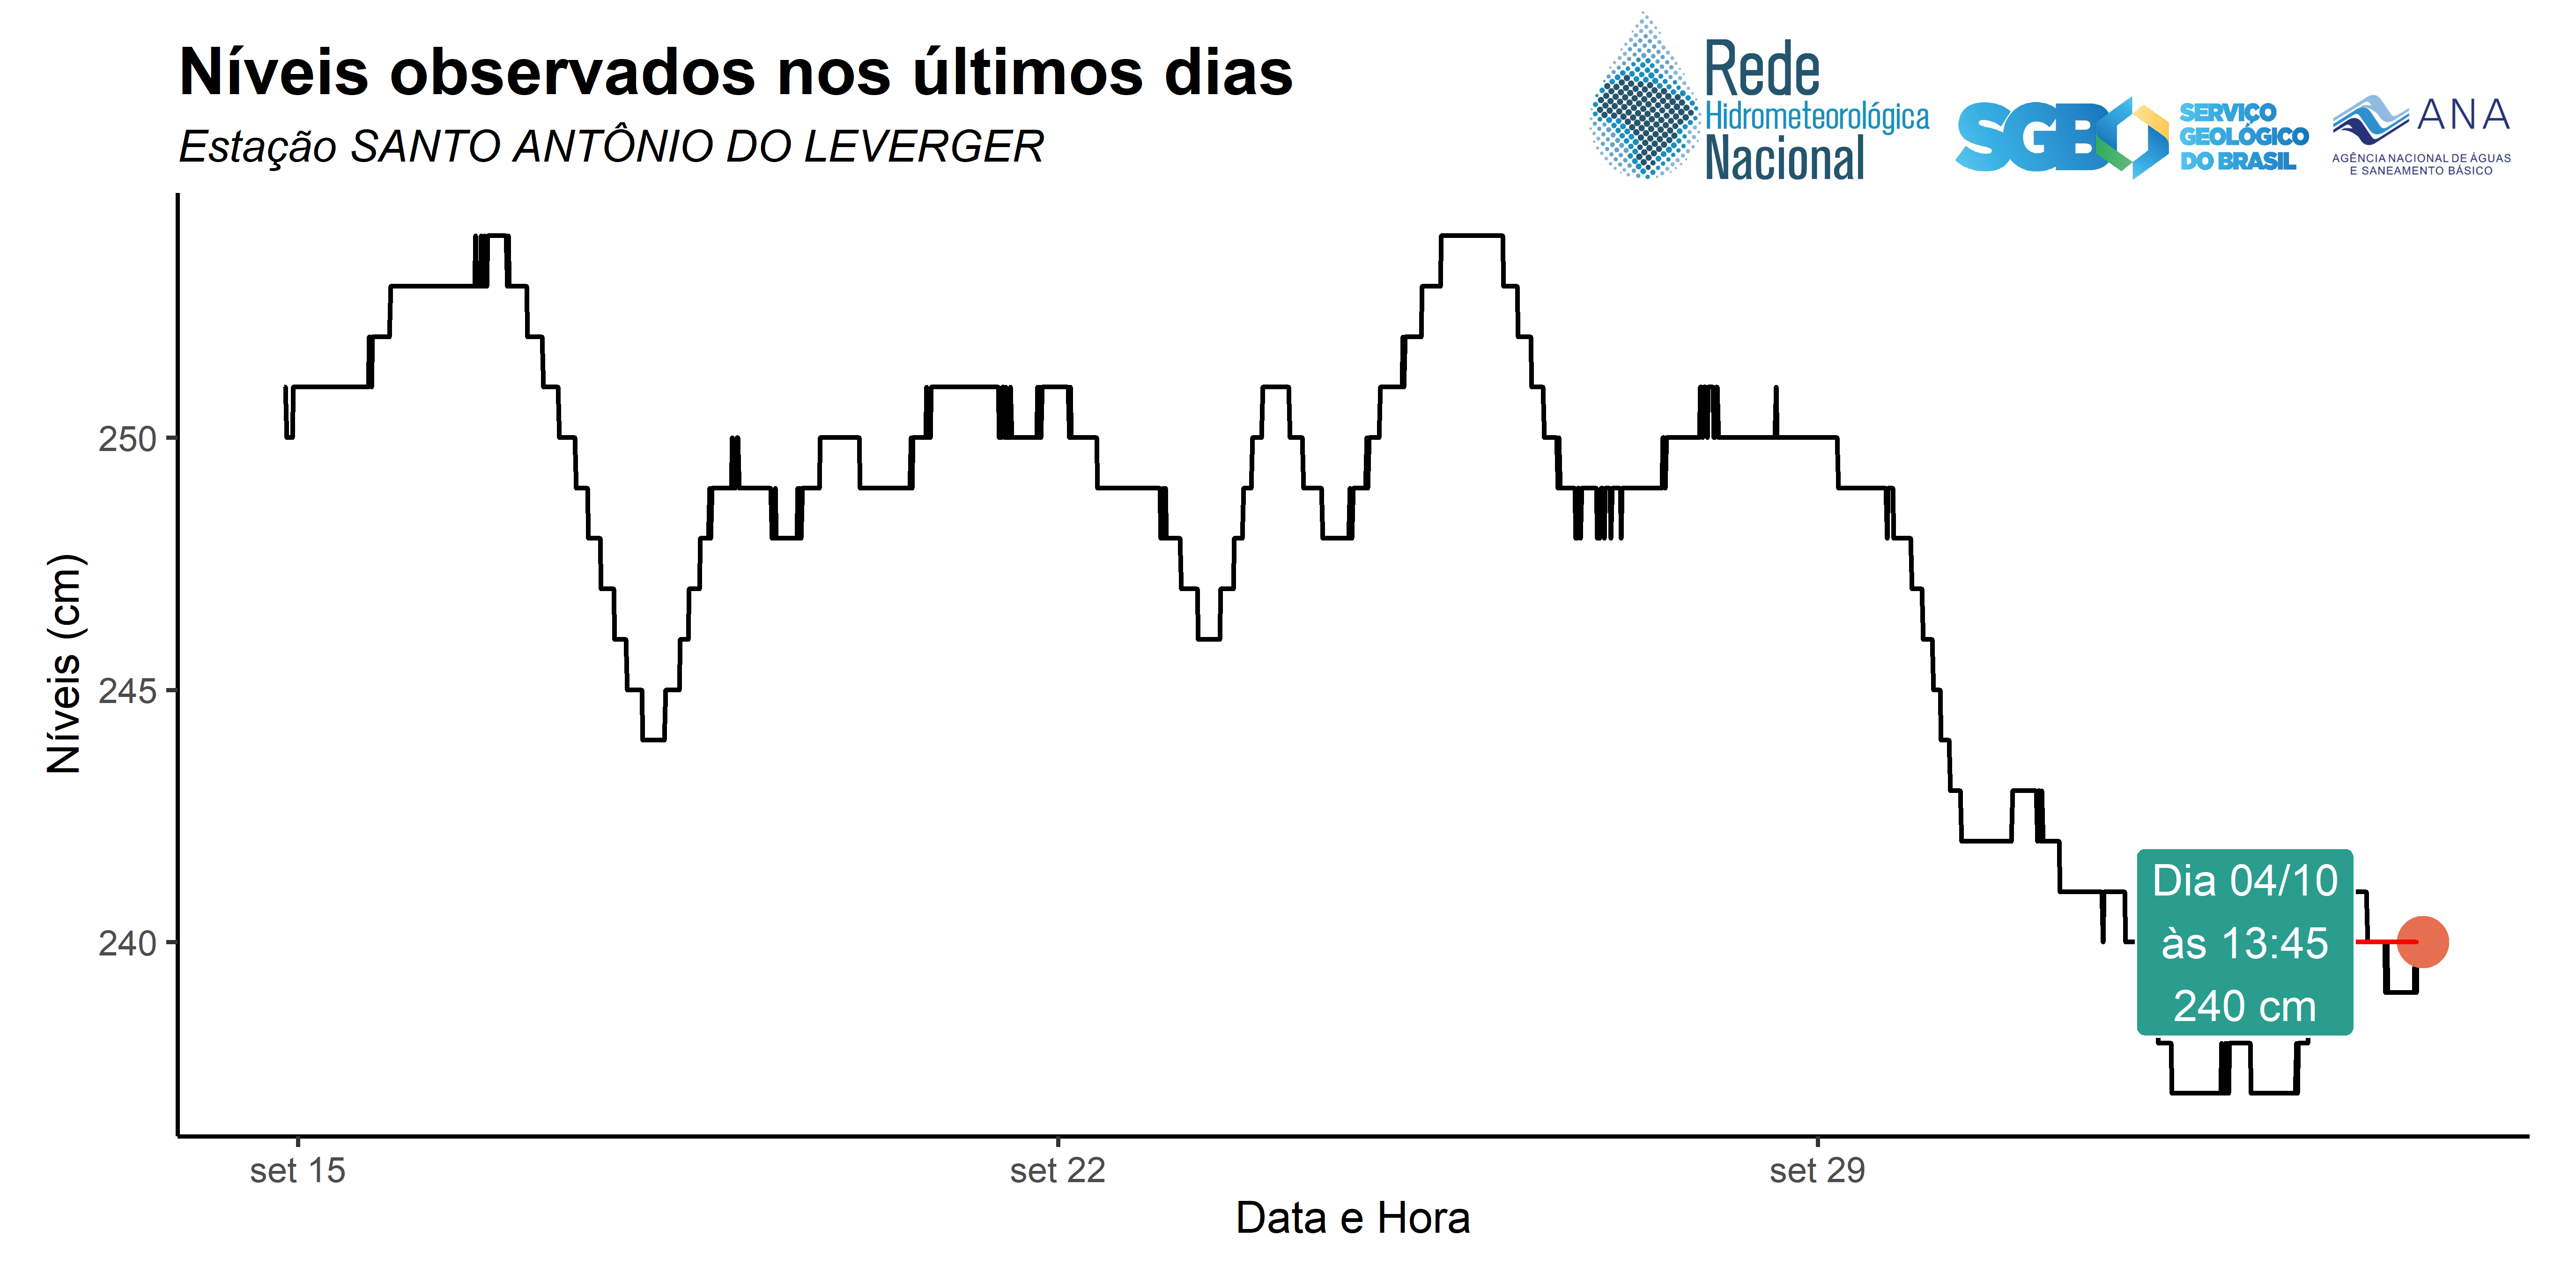 Níveis observados nos últimos dias
Estação SANTO ANTÔNIO DO LEVERGER
Rede
Hidrometeorológica
Nacional
SGB
SERVIÇO
GEOLÓGICO
DO BRASIL
ANA
AGÊNCIA NACIONAL DE ÁGUAS
E SANEAMENTO BÁSICO
Níveis (cm)
250
245
240
Dia 04/10
às 13:45
240 cm
set 15
set 22
set 29
Data e Hora